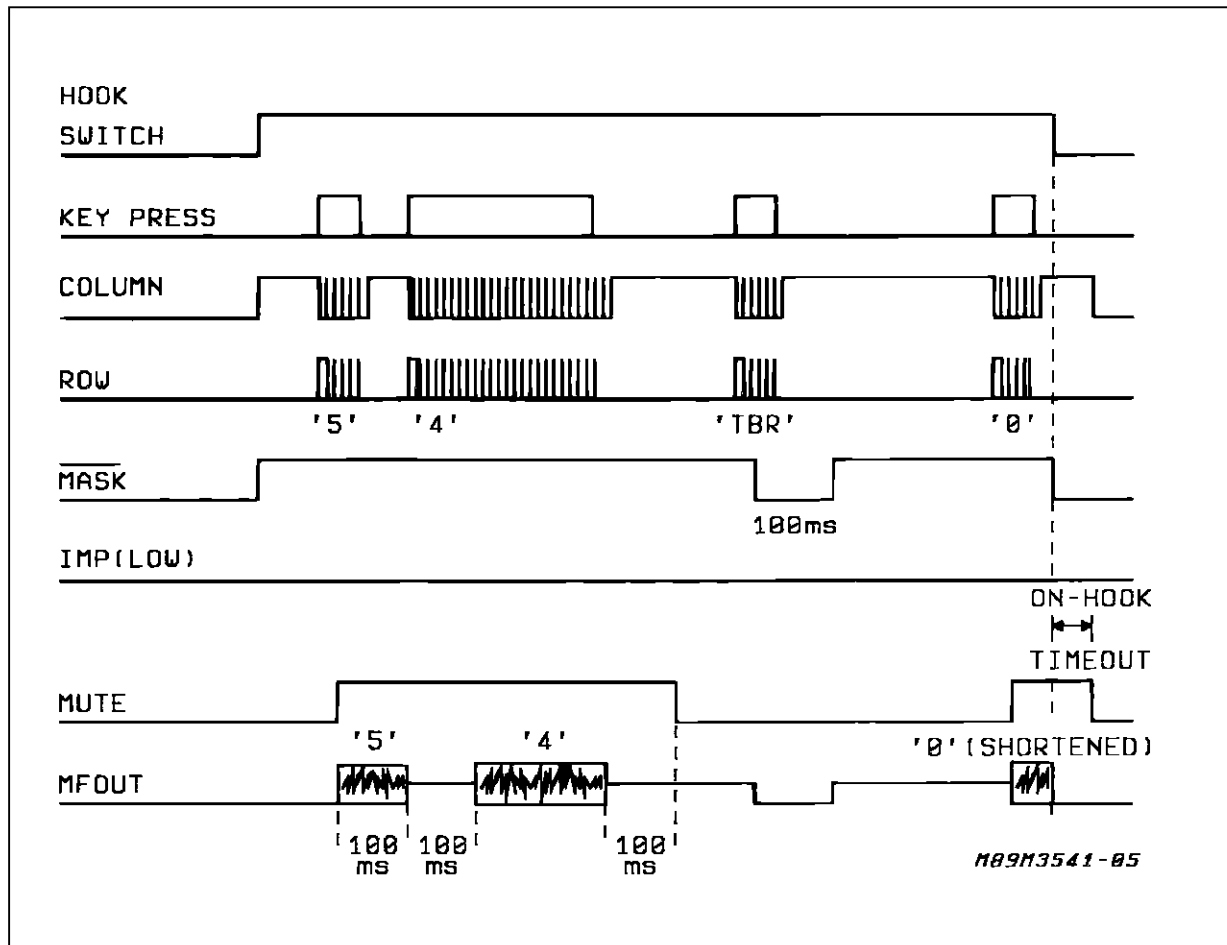 HOOK
SWITCH
KEY PRESS
COLUMN
ROW
'5' '4' 'TBR' '0'
MASK
100ms
IMP(LOW)
ON-HOOK
TIMEOUT
MUTE
'5' '4' '0'(SHORTENED)
MFOUT
100 100 100
ms ms ms
M89M3541-05